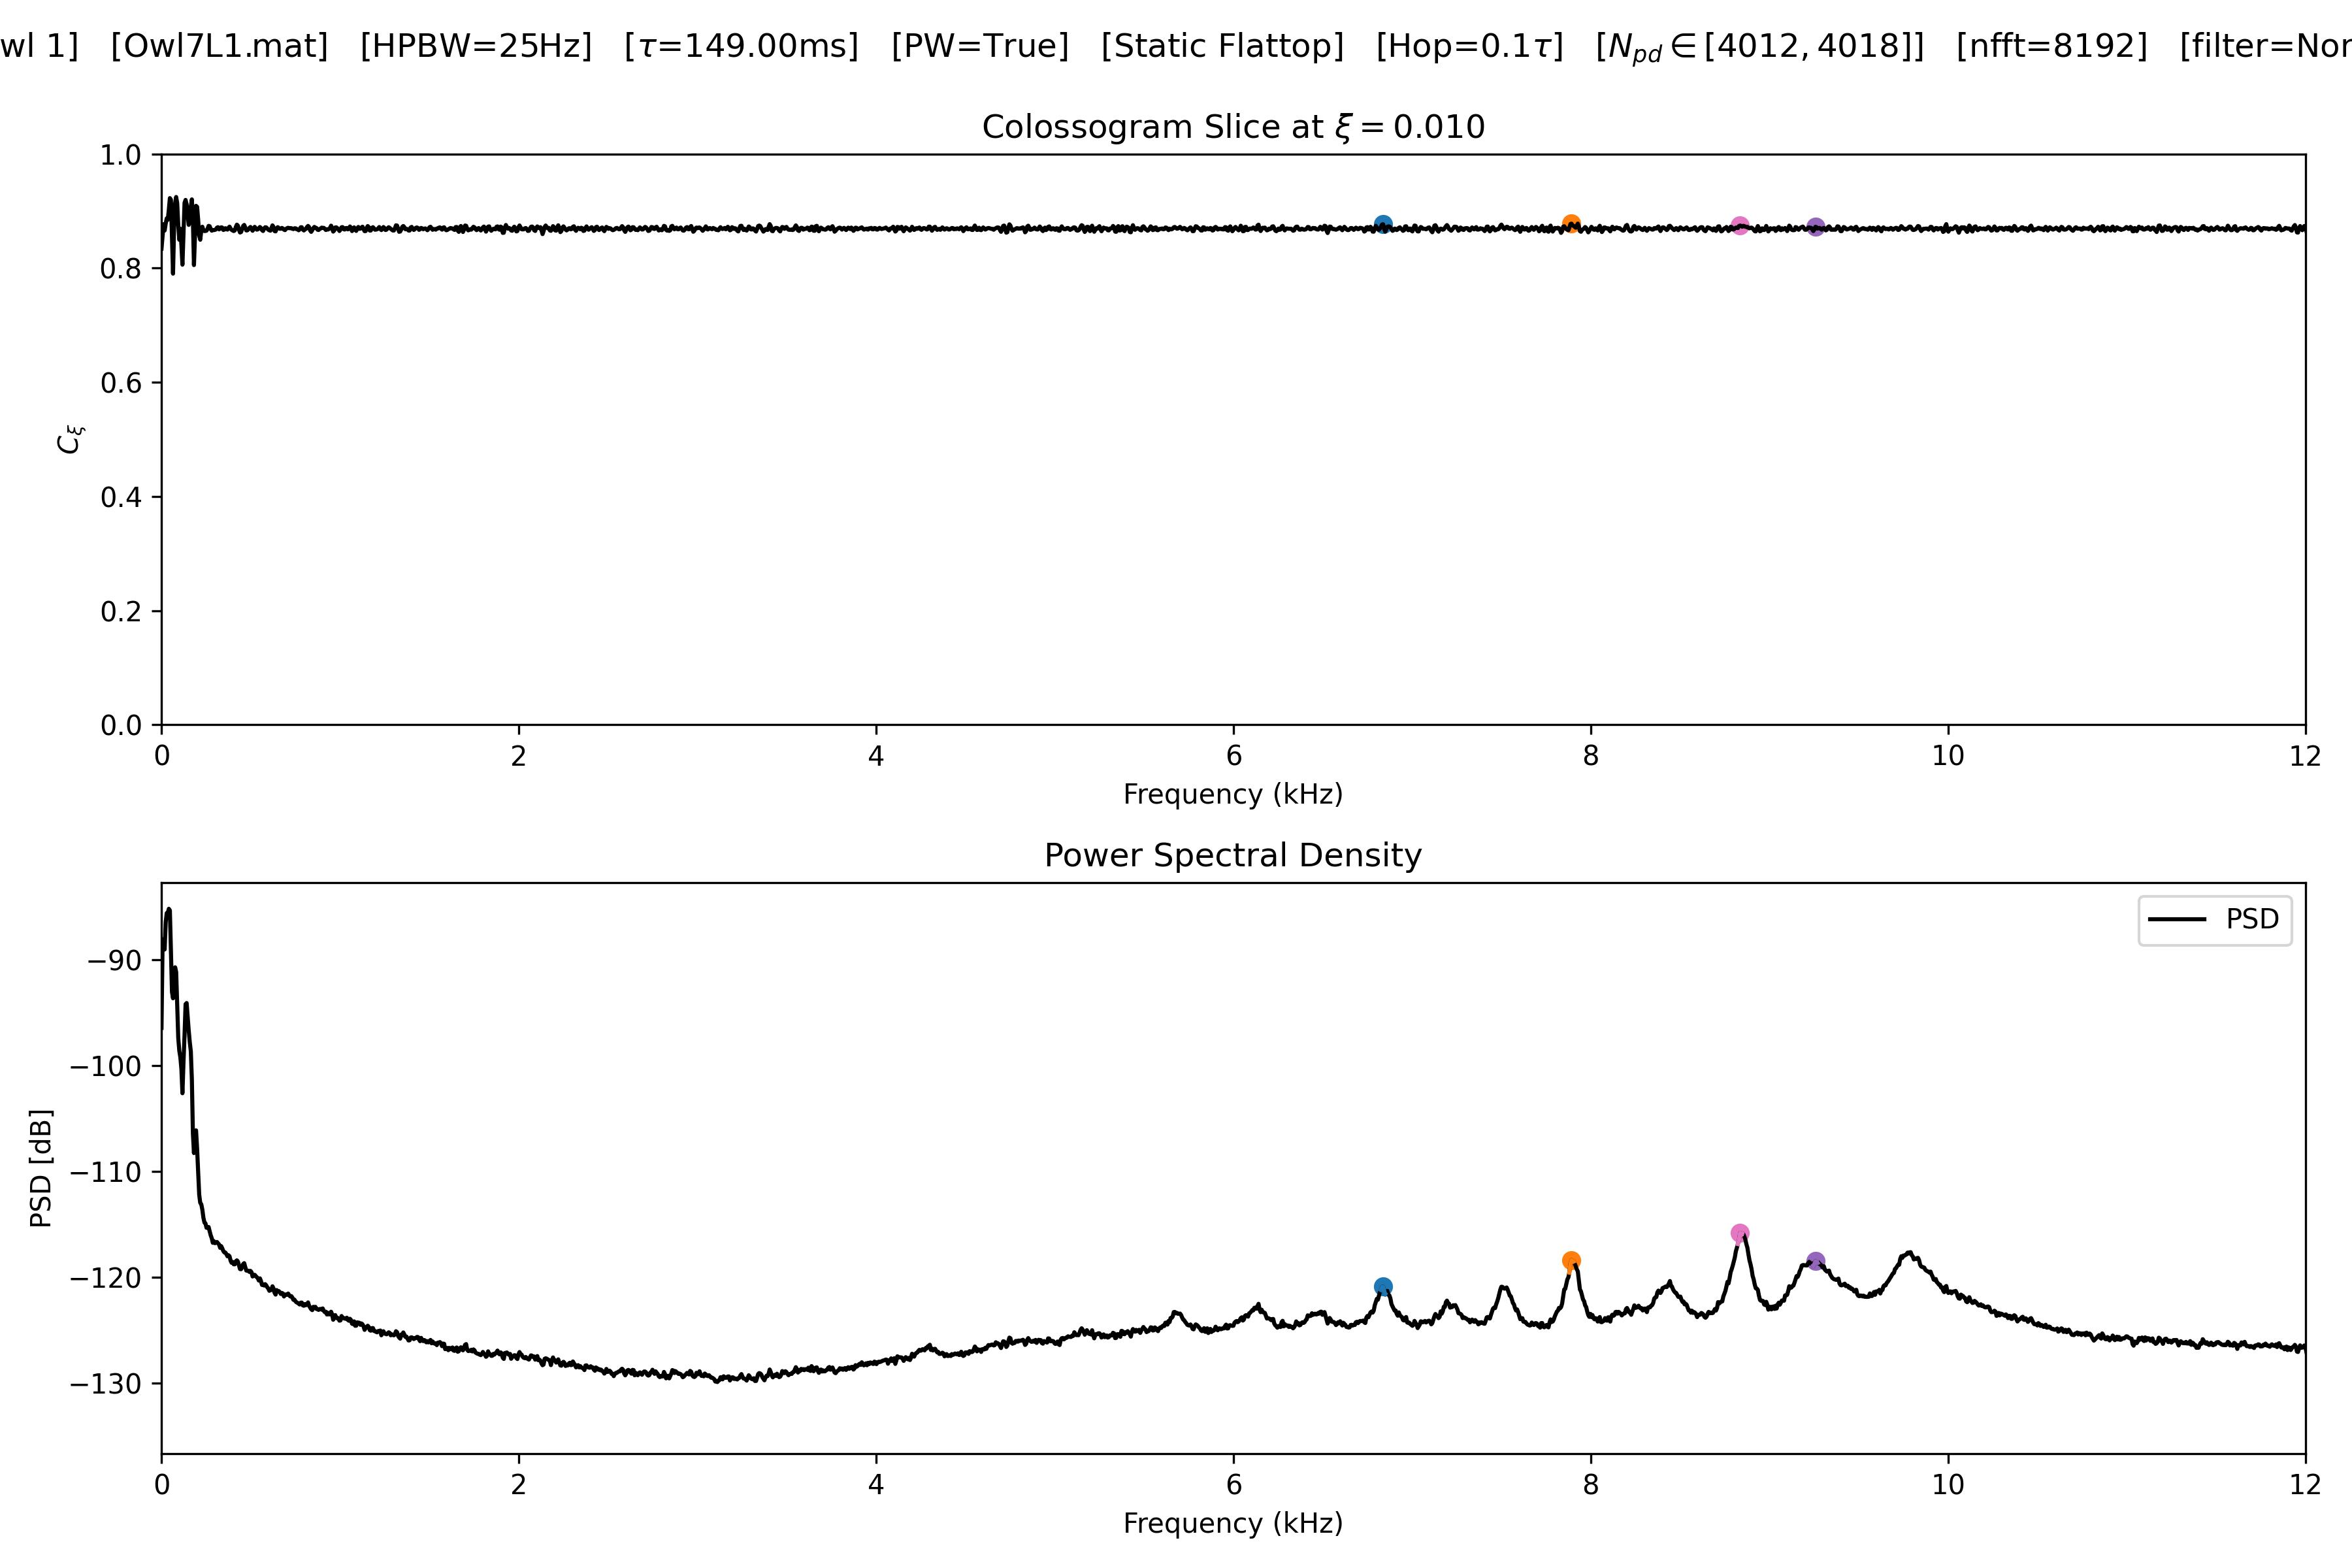 wl 1] [Owl7L1.mat] [HPBW=25Hz] [τ=149.00ms] [PW=True] [Static Flattop] [Hop=0.1τ] [N_{pd} ∈ [4012, 4018]] [nfft=8192] [filter=Nor
Colossogram Slice at ξ = 0.010
1.0
0.8
0.6
0.4
0.2
0.0
C_ξ
0 2 4 6 8 10 12
Frequency (kHz)
Power Spectral Density
PSD
−90
−100
−110
−120
−130
PSD [dB]
0 2 4 6 8 10 12
Frequency (kHz)